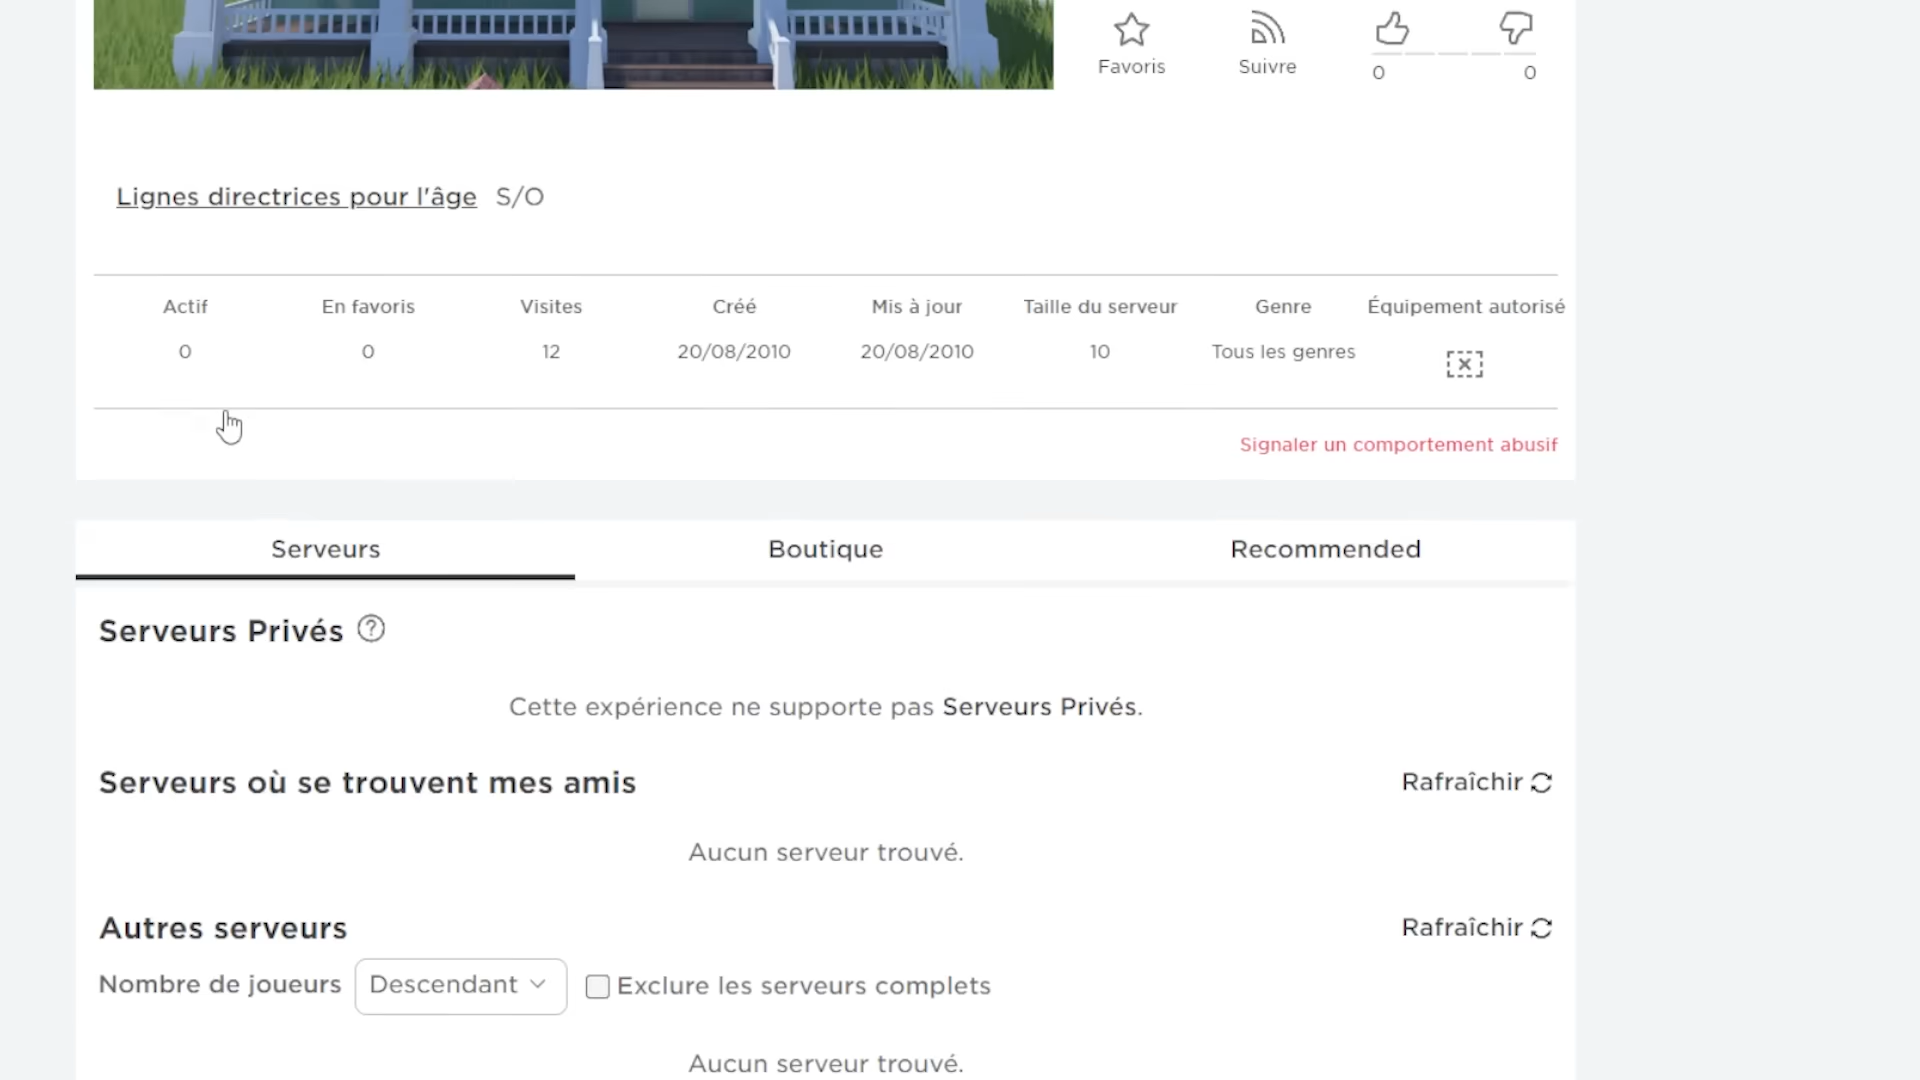 Favoris
Suivre
0
0
Lignes directrices pour l'âge S/O
Actif En favoris Visites Créé Mis à jour Taille du serveur Genre Équipement autorisé
0 0 12 20/08/2010 20/08/2010 10 Tous les genres
Signaler un comportement abusif
Serveurs Boutique Recommended
Serveurs Privés
Cette expérience ne supporte pas Serveurs Privés.
Serveurs où se trouvent mes amis Rafraîchir
Aucun serveur trouvé.
Autres serveurs Rafraîchir
Nombre de joueurs Descendant Exclure les serveurs complets
Aucun serveur trouvé.